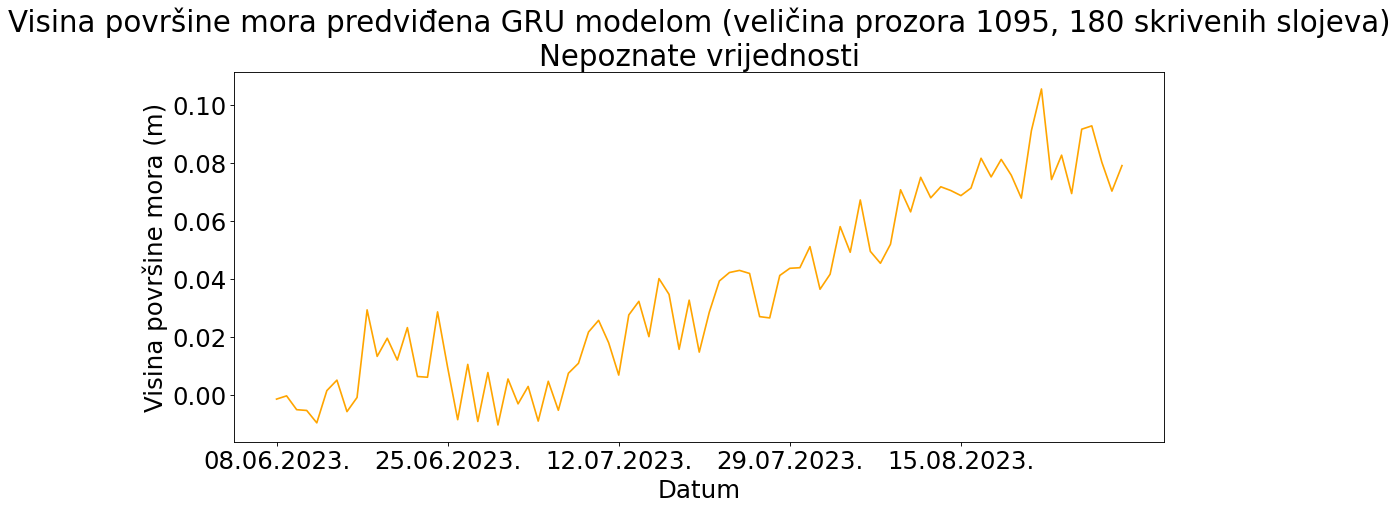 Visina površine mora predviđena GRU modelom (veličina prozora 1095, 180 skrivenih slojeva)
Nepoznate vrijednosti
Visina površine mora (m)
0.10
0.08
0.06
0.04
0.02
0.00
08.06.2023. 25.06.2023. 12.07.2023. 29.07.2023. 15.08.2023.
Datum